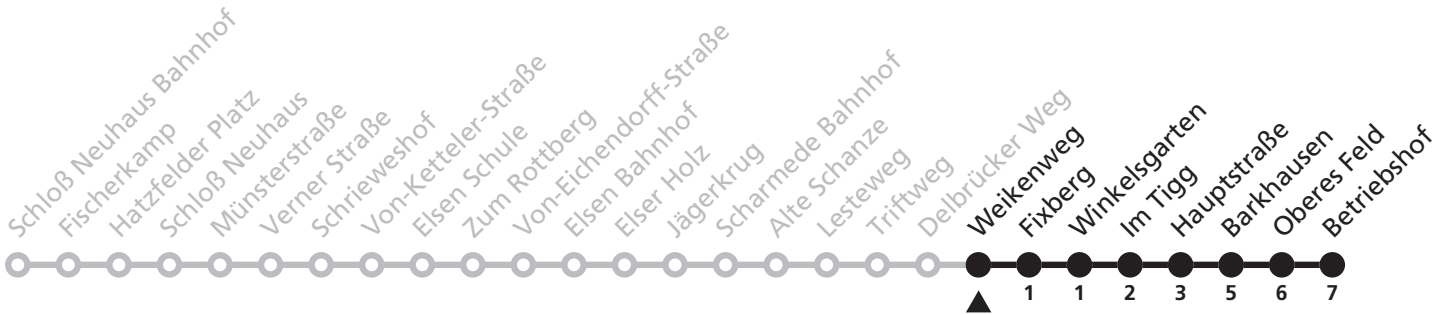 Schloß Neuhaus Bahnhof
Fischerkamp
Hatzfelder Platz
Schloß Neuhaus
Münsterstraße
Verner Straße
Schrieweshof
Von-Ketteler-Straße
Elsen Schule
Zum Rottberg
Von-Eichendorff-Straße
Elsen Bahnhof
Elser Holz
Jägerkrug
Scharmede Bahnhof
Alte Schanze
Lesteweg
Triftweg
Delbrücker Weg
Weikenweg
Fixberg
Winkelsgarten
Im Tigg
Hauptstraße
Barkhausen
Oberes Feld
Betriebshof
1 1 2 3 5 6 7